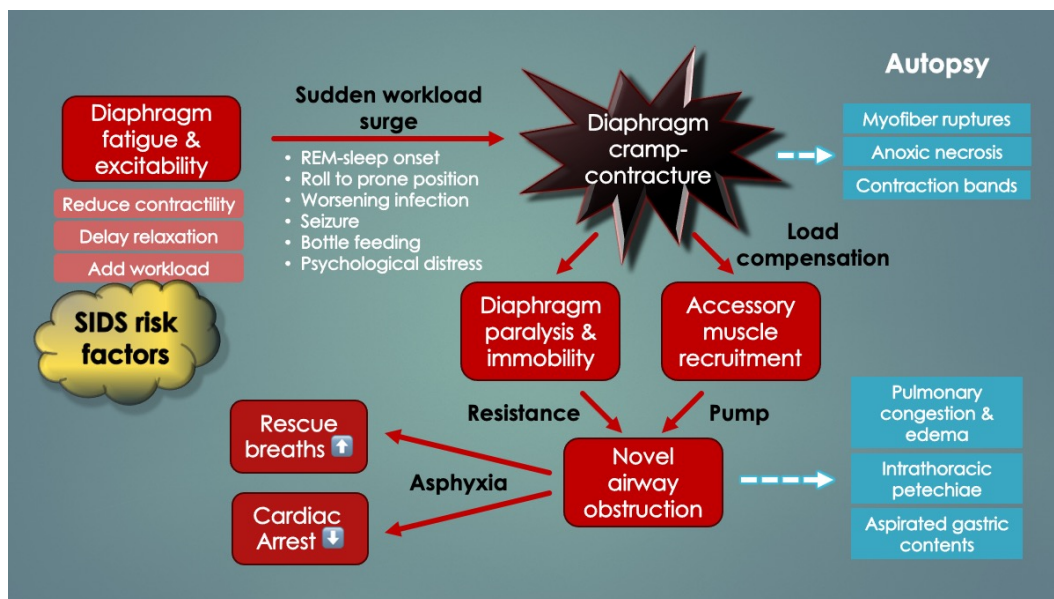 Autopsy
Diaphragm
fatigue &
excitability
Reduce contractility
Delay relaxation
Add workload
SIDS risk
factors
Sudden workload
surge
• REM-sleep onset
• Roll to prone position
• Worsening infection
• Seizure
• Bottle feeding
• Psychological distress
Diaphragm
cramp-
contracture
Myofiber ruptures
Anoxic necrosis
Contraction bands
Load
compensation
Diaphragm
paralysis &
immobility
Accessory
muscle
recruitment
Resistance
Pump
Novel
airway
obstruction
Asphyxia
Rescue
breaths ⬆
Cardiac
Arrest ⬇
Pulmonary
congestion &
edema
Intrathoracic
petechiae
Aspirated gastric
contents